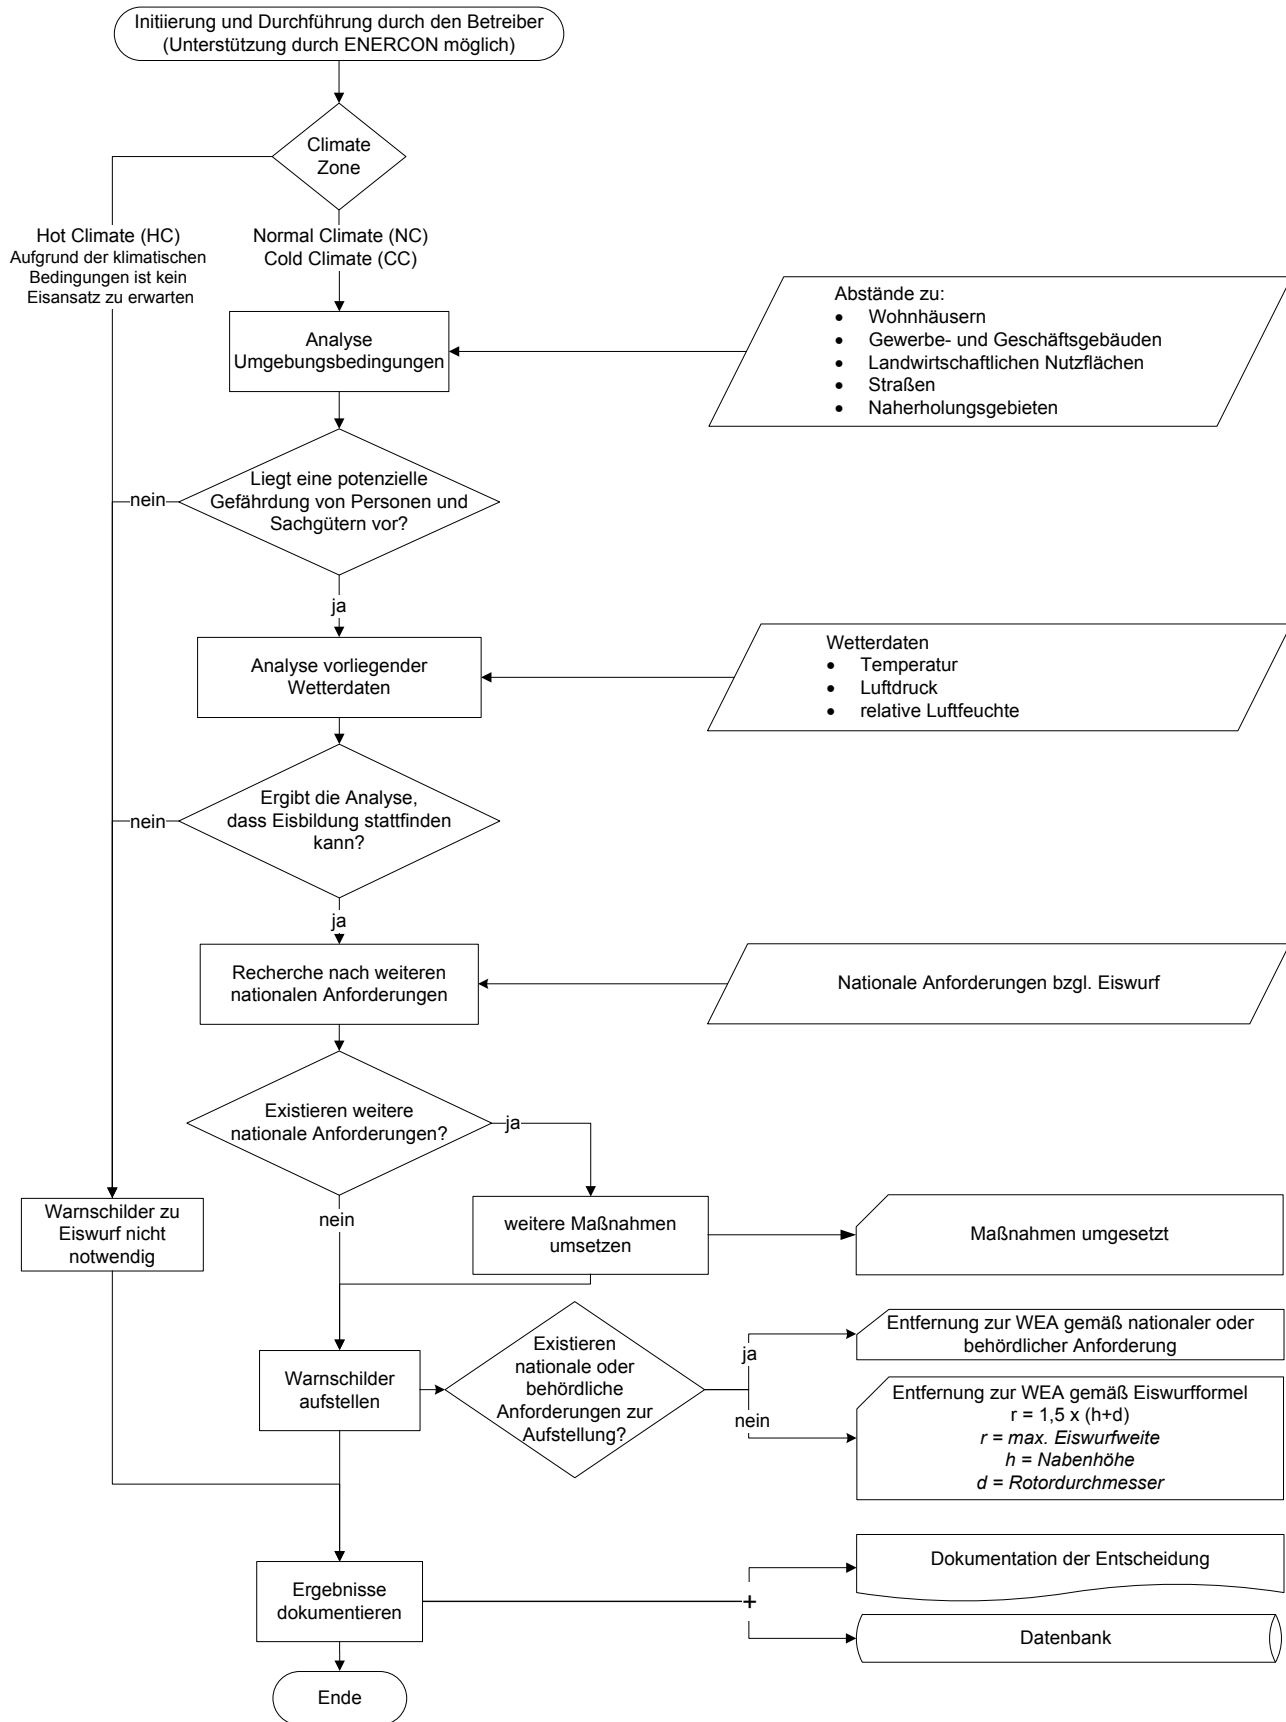 Initiierung und Durchführung durch den Betreiber
(Unterstützung durch ENERCON möglich)
Climate
Zone
Hot Climate (HC)
Aufgrund der klimatischen
Bedingungen ist kein
Eisansatz zu erwarten
Normal Climate (NC)
Cold Climate (CC)
Analyse
Umgebungsbedingungen
Abstände zu:
• Wohnhäusern
• Gewerbe- und Geschäftsgebäuden
• Landwirtschaftlichen Nutzflächen
• Straßen
• Naherholungsgebieten
nein
Liegt eine potenzielle
Gefährdung von Personen und
Sachgütern vor?
ja
Analyse vorliegender
Wetterdaten
Wetterdaten
• Temperatur
• Luftdruck
• relative Luftfeuchte
nein
Ergibt die Analyse,
dass Eisbildung stattfinden
kann?
ja
Recherche nach weiteren
nationalen Anforderungen
Nationale Anforderungen bzgl. Eiswurf
Existieren weitere
nationale Anforderungen?
ja
nein
Warnschilder zu
Eiswurf nicht
notwendig
weitere Maßnahmen
umsetzen
Maßnahmen umgesetzt
Warnschilder
aufstellen
Existieren
nationale oder
behördliche
Anforderungen zur
Aufstellung?
ja
nein
Entfernung zur WEA gemäß nationaler oder
behördlicher Anforderung
Entfernung zur WEA gemäß Eiswurfformel
r = 1,5 x (h+d)
r = max. Eiswurfweite
h = Nabenhöhe
d = Rotordurchmesser
Ergebnisse
dokumentieren
+
Dokumentation der Entscheidung
Datenbank
Ende